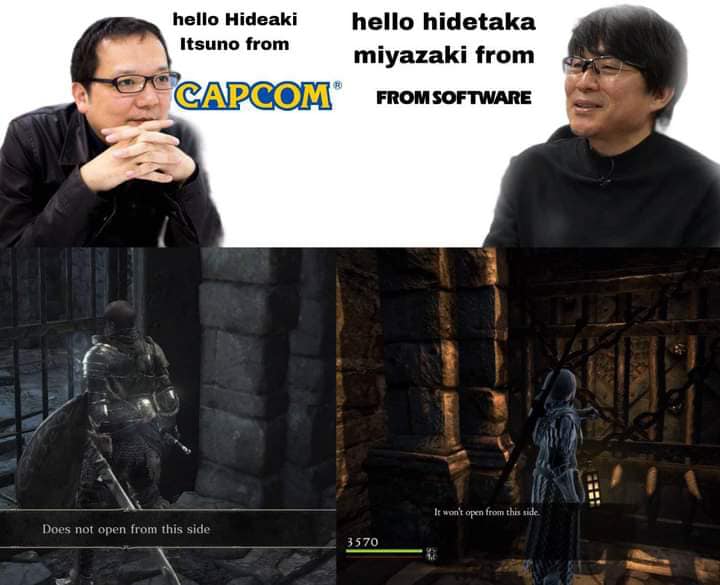 hello Hideaki
Itsuno from
CAPCOM®
hello hidetaka
miyazaki from
FROMSOFTWARE
Does not open from this side
It won't open from this side.
3570